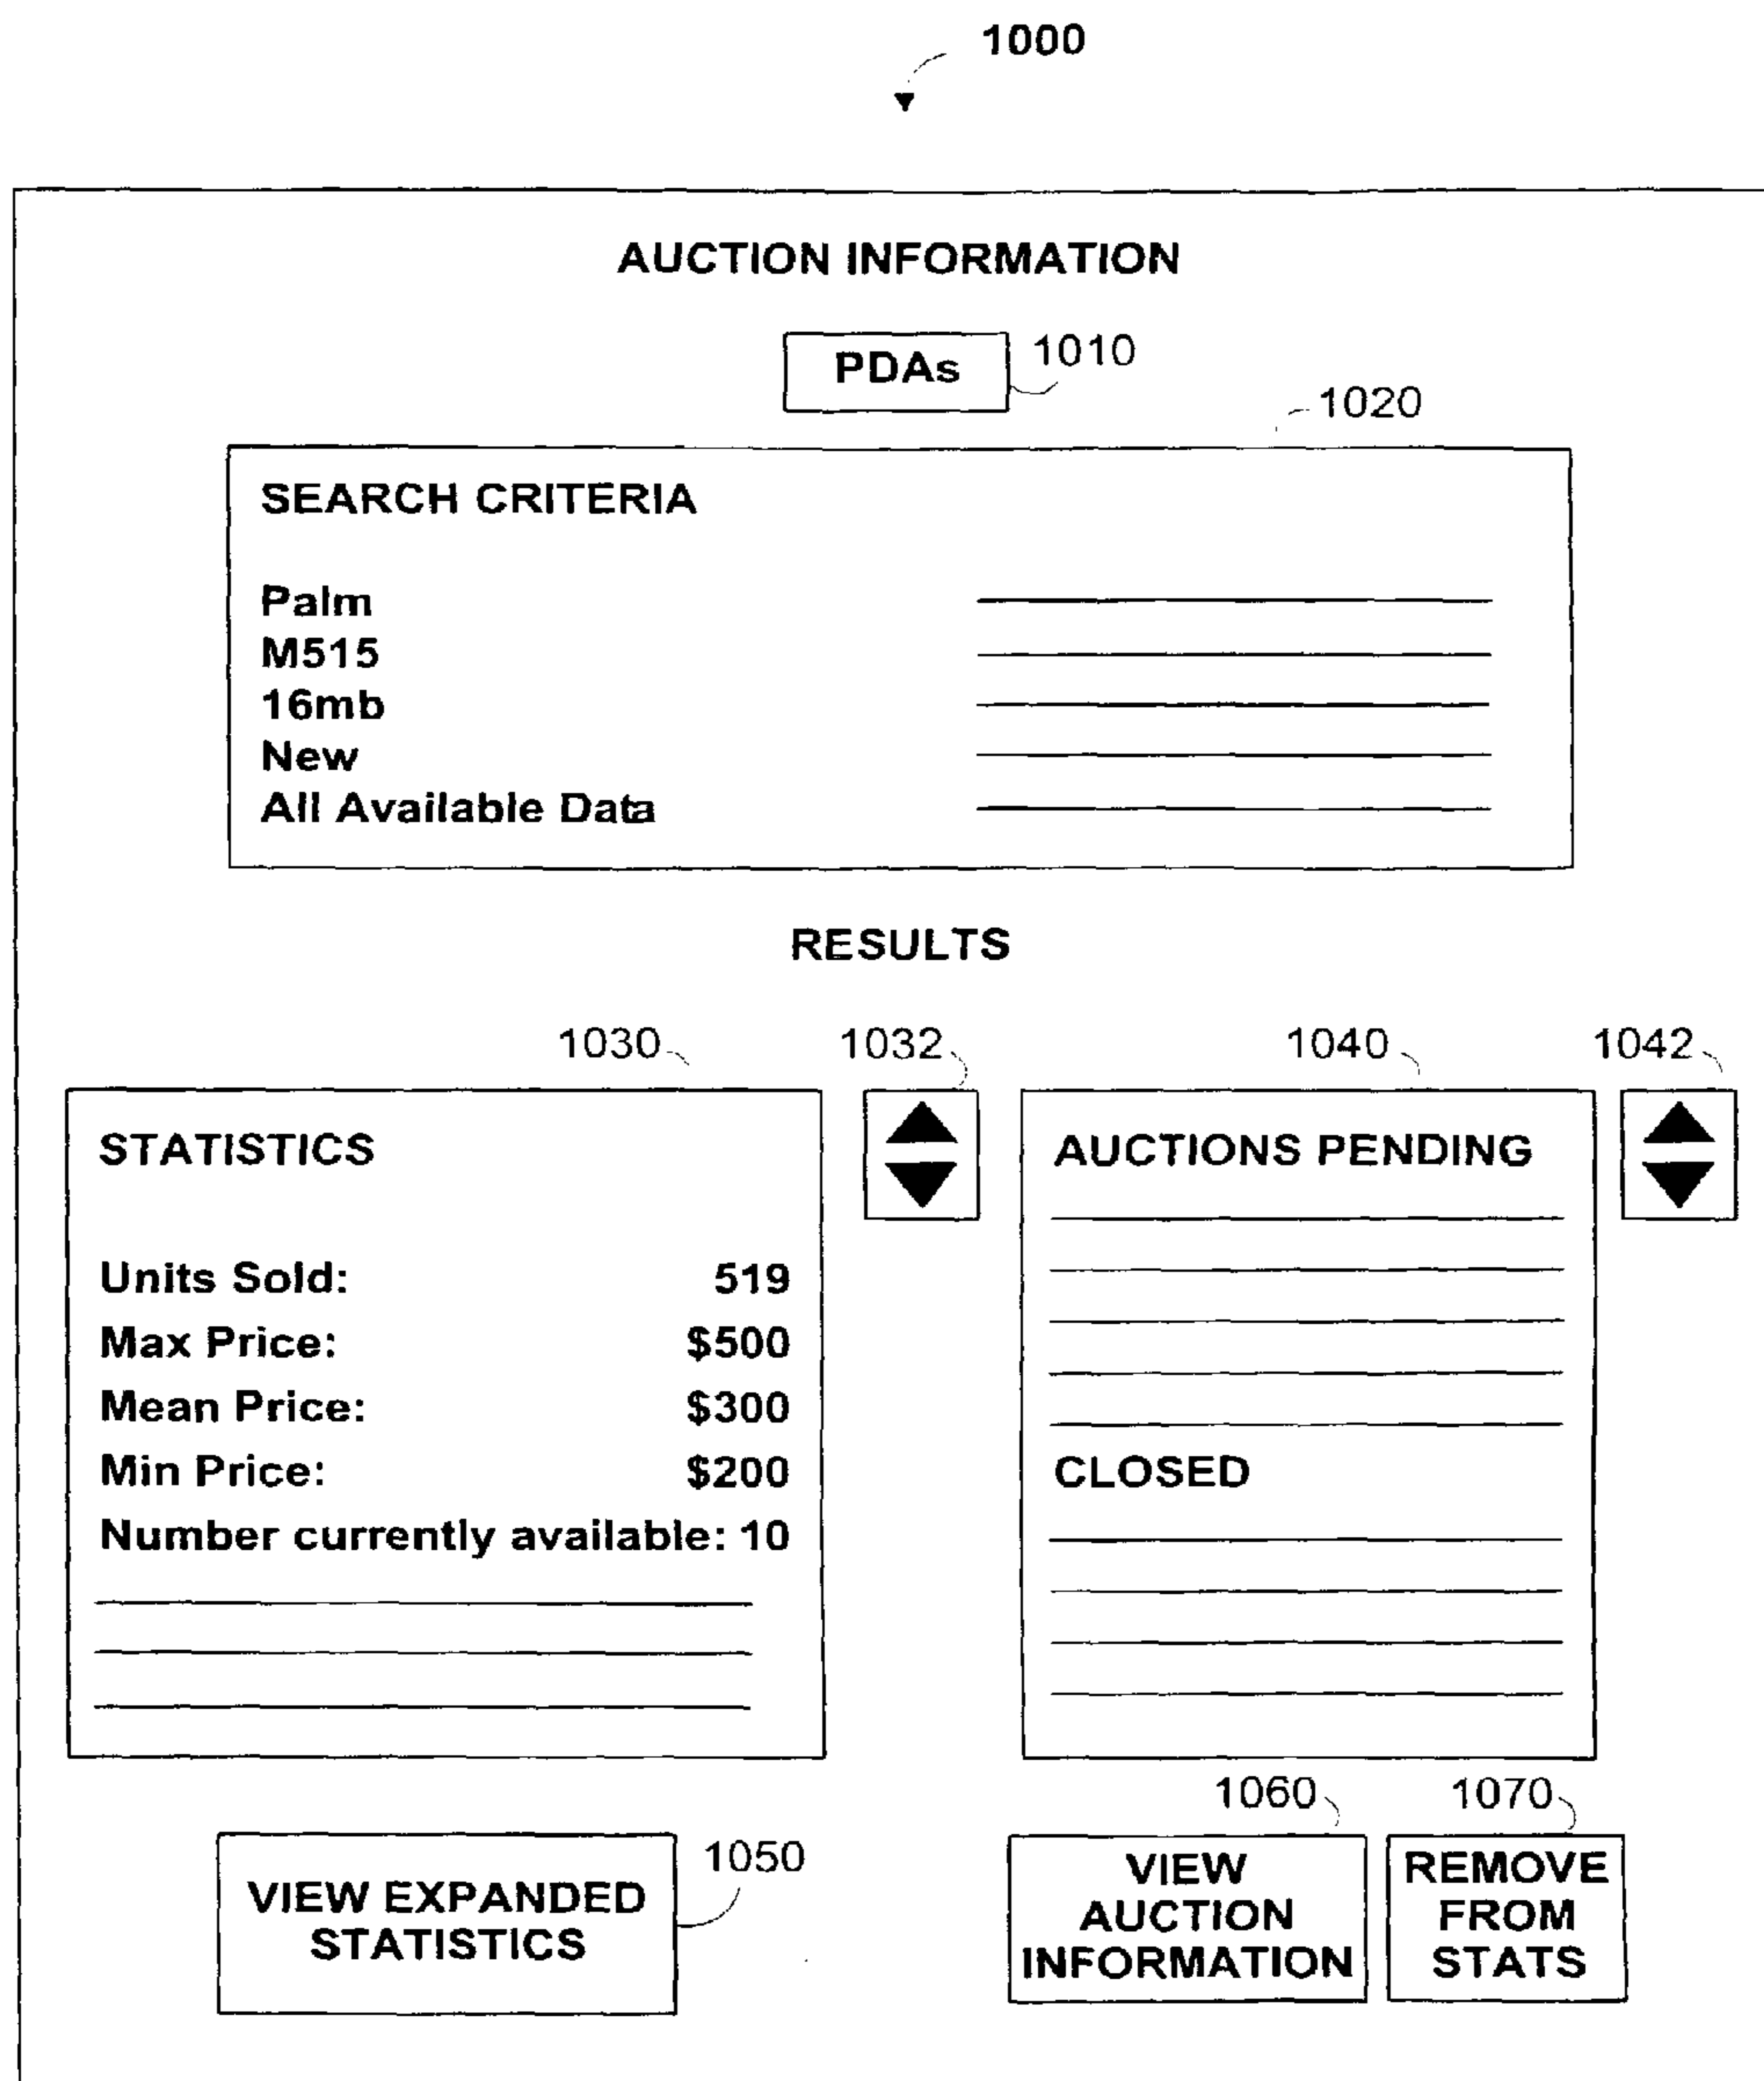 1000
AUCTION INFORMATION
PDAs
1010
1020
SEARCH CRITERIA
Palm
M515
16mb
New
All Available Data
RESULTS
1030
1032
1040
1042
STATISTICS
Units Sold: 519
Max Price: $500
Mean Price: $300
Min Price: $200
Number currently available: 10
AUCTIONS PENDING
CLOSED
1050
VIEW EXPANDED
STATISTICS
1060
VIEW
AUCTION
INFORMATION
1070
REMOVE
FROM
STATS